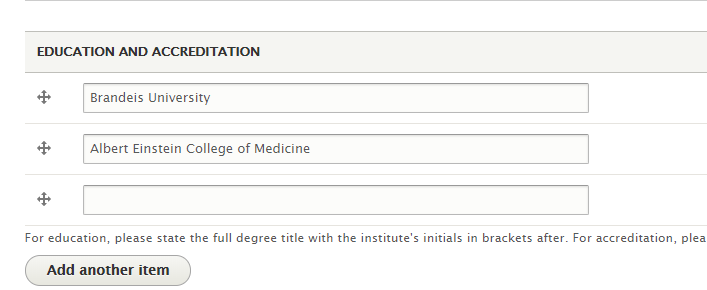 EDUCATION AND ACCREDITATION
Brandeis University
Albert Einstein College of Medicine
For education, please state the full degree title with the institute's initials in brackets after. For accreditation, plea
Add another item